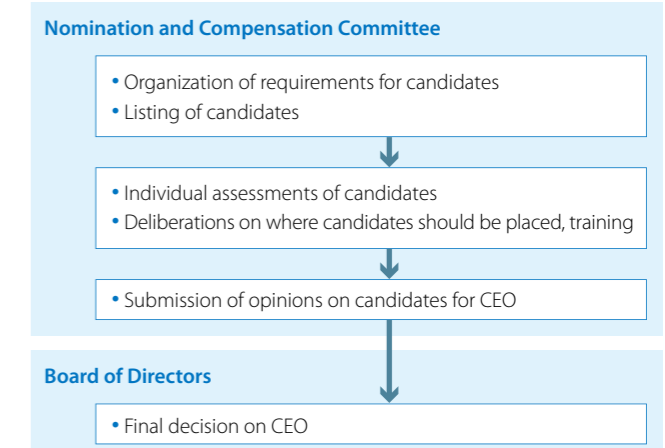 Nomination and Compensation Committee
• Organization of requirements for candidates
• Listing of candidates
• Individual assessments of candidates
• Deliberations on where candidates should be placed, training
• Submission of opinions on candidates for CEO
Board of Directors
• Final decision on CEO